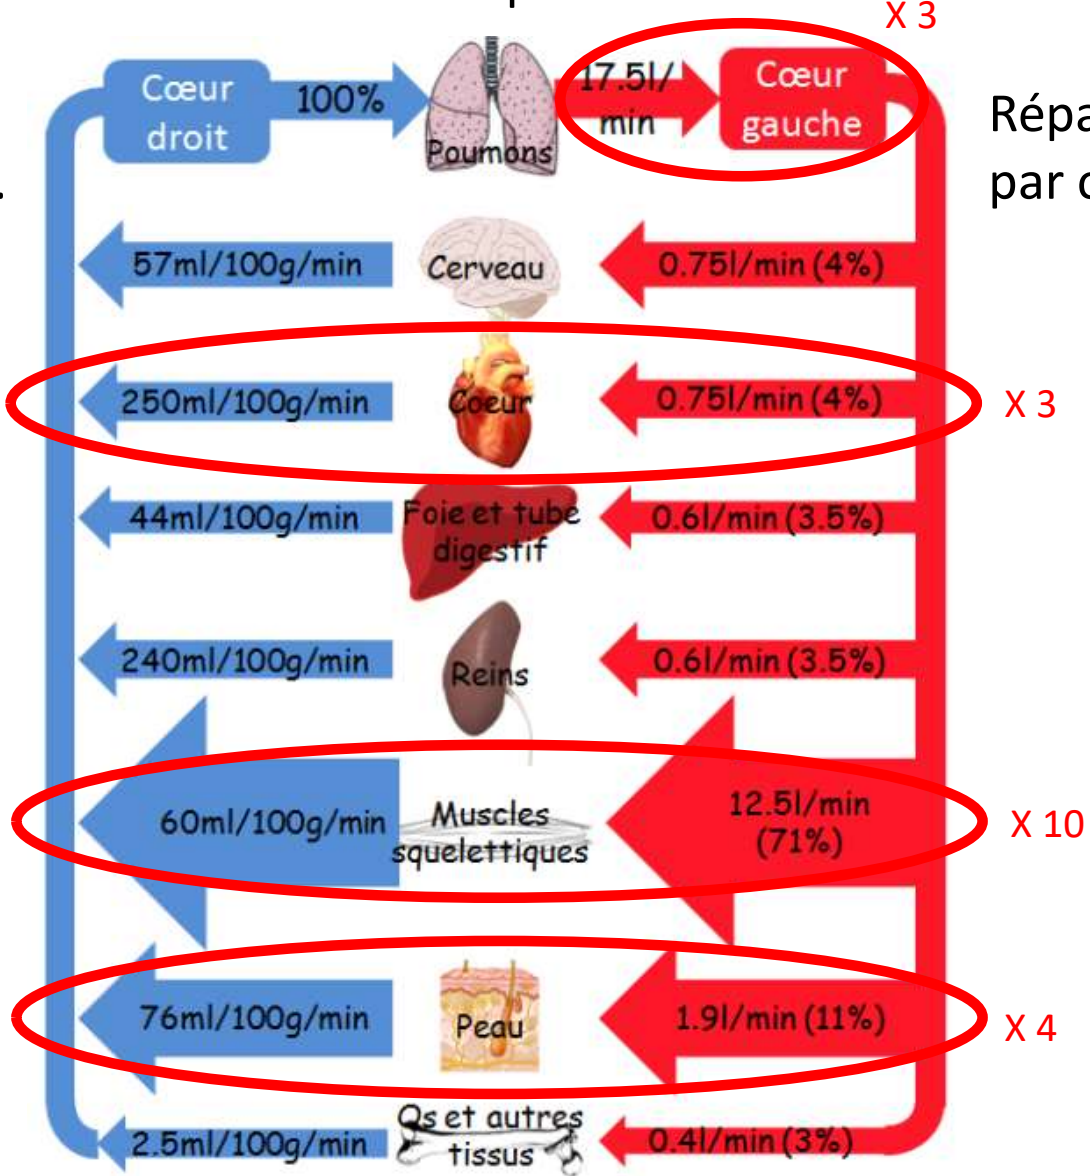 X 3
Cœur
droit
100%
Poumons
17.5l/
min
Cœur
gauche
Répa
par
57ml/100g/min
Cerveau
0.75l/min (4%)
250ml/100g/min
Coeur
0.75l/min (4%)
X 3
44ml/100g/min
Foie et tube
digestif
0.6l/min (3.5%)
240ml/100g/min
Reins
0.6l/min (3.5%)
60ml/100g/min
Muscles
squelettiques
12.5l/min
(71%)
X 10
76ml/100g/min
Peau
1.9l/min (11%)
X 4
2.5ml/100g/min
Os et autres
tissus
0.4l/min (3%)